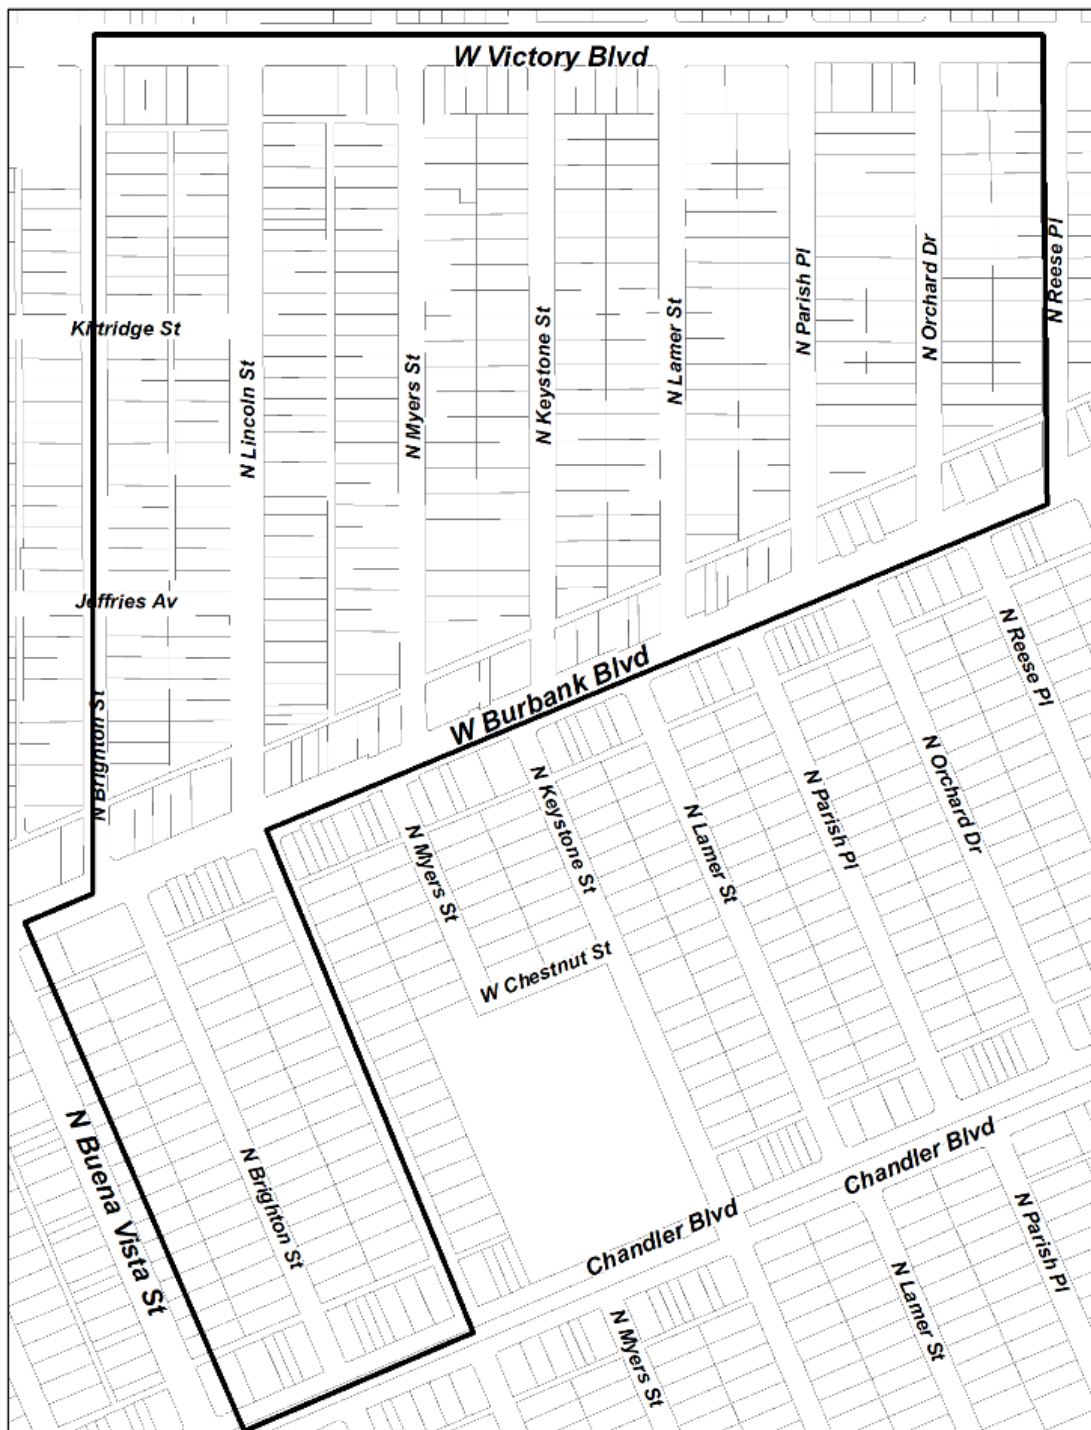 W Victory Blvd
N Reese Pl
N Orchard Dr
N Parish Pl
N Lamer St
N Keystone St
Kittridge St
N Myers St
N Lincoln St
Jeffries Av
N Brighton St
W Burbank Blvd
N Reese Pl
N Orchard Dr
N Parish Pl
N Lamer St
N Keystone St
N Myers St
W Chestnut St
N Buena Vista St
N Brighton St
Chandler Blvd
Chandler Blvd
N Parish Pl
N Lamer St
N Myers St